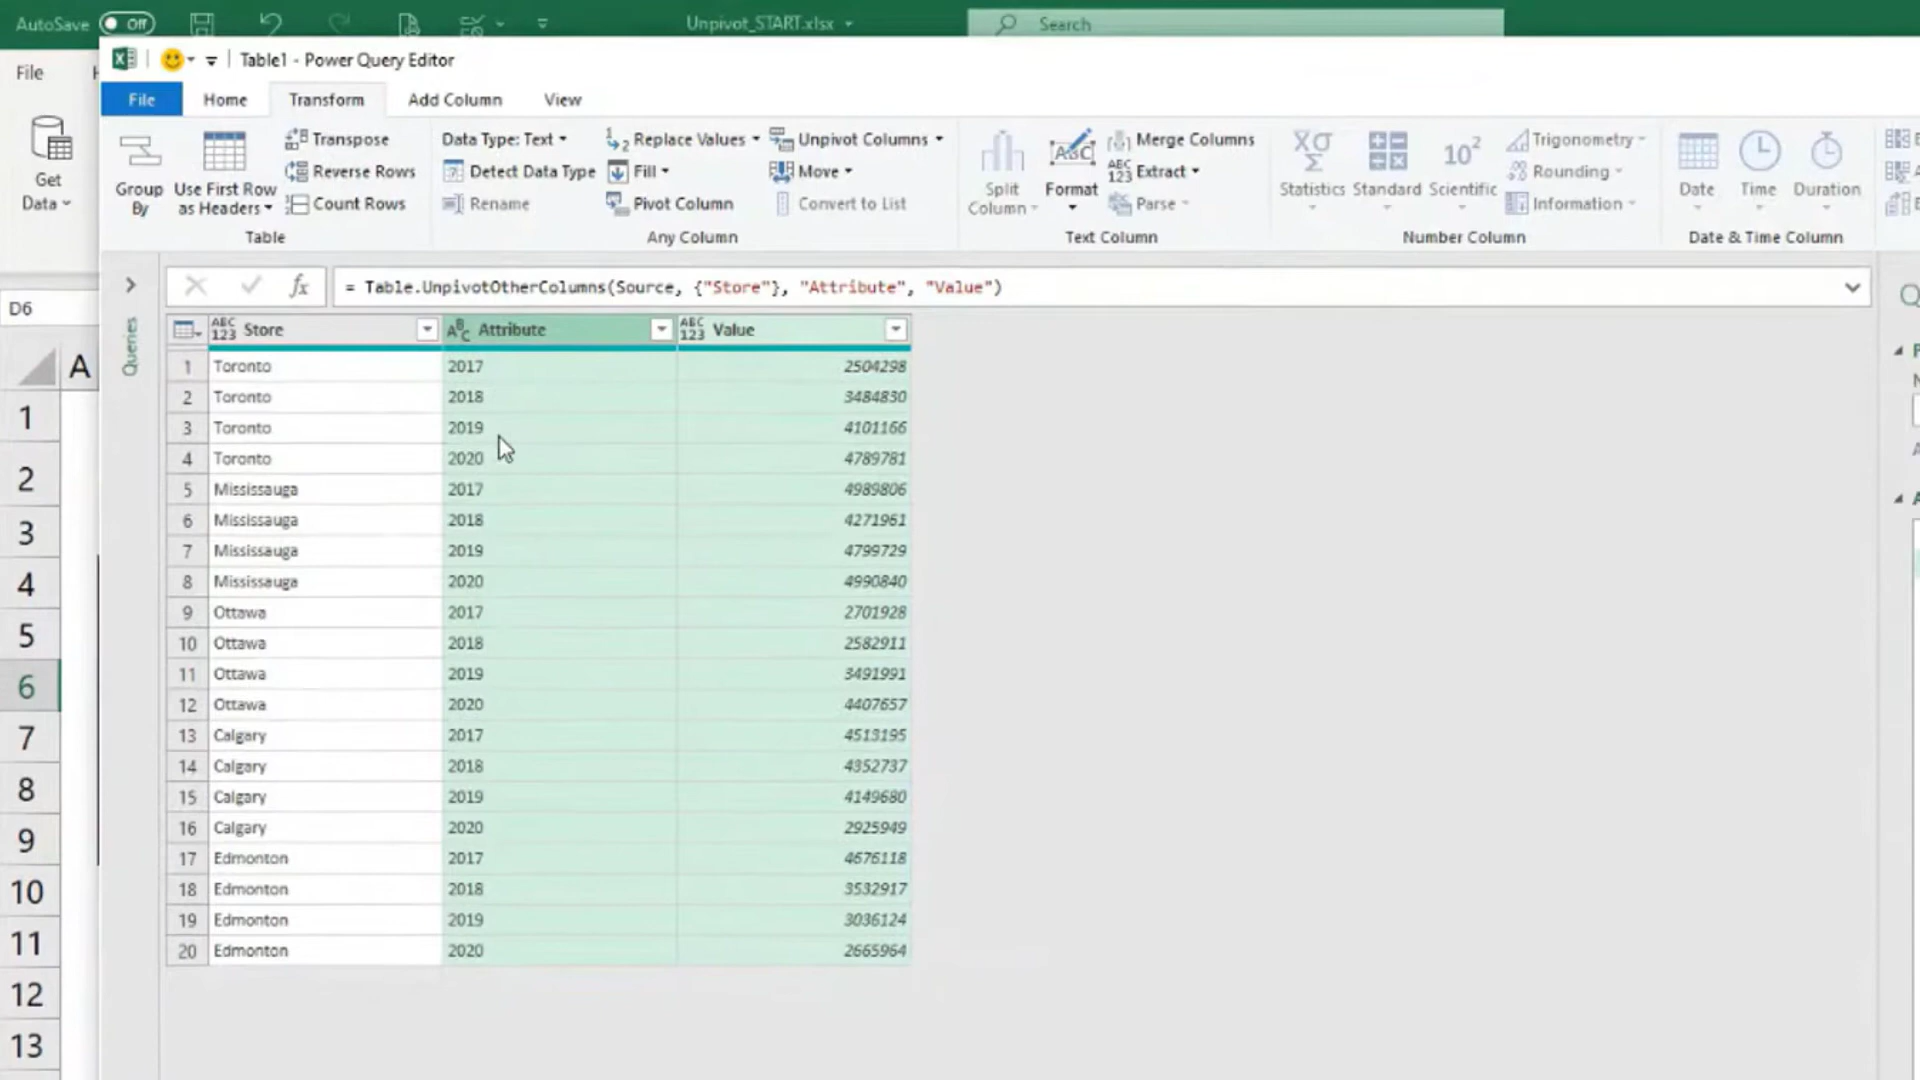 AutoSave Off Unpivot_START.xlsx Search
File
Table1 - Power Query Editor
File Home Transform Add Column View
Get Data
Group By
Use First Row as Headers
Transpose
Reverse Rows
Count Rows
Table
Data Type: Text
Detect Data Type
Rename
Replace Values
Fill
Pivot Column
Unpivot Columns
Move
Convert to List
Any Column
Split Column
Format
Merge Columns
Extract
Parse
Text Column
Statistics
Standard
Scientific
Trigonometry
Rounding
Information
Number Column
Date
Time
Duration
Date & Time Column
D6
= Table.UnpivotOtherColumns(Source, {"Store"}, "Attribute", "Value")
Queries
A
ABC 123 Store ABC Attribute ABC 123 Value
1 Toronto 2017 2504298
2 Toronto 2018 3484830
3 Toronto 2019 4101166
4 Toronto 2020 4789781
5 Mississauga 2017 4989806
6 Mississauga 2018 4271961
7 Mississauga 2019 4799729
8 Mississauga 2020 4990840
9 Ottawa 2017 2701928
10 Ottawa 2018 2582911
11 Ottawa 2019 3491991
12 Ottawa 2020 4407657
13 Calgary 2017 4513195
14 Calgary 2018 4352737
15 Calgary 2019 4149680
16 Calgary 2020 2925949
17 Edmonton 2017 4676118
18 Edmonton 2018 3532917
19 Edmonton 2019 3036124
20 Edmonton 2020 2665964
1
2
3
4
5
6
7
8
9
10
11
12
13